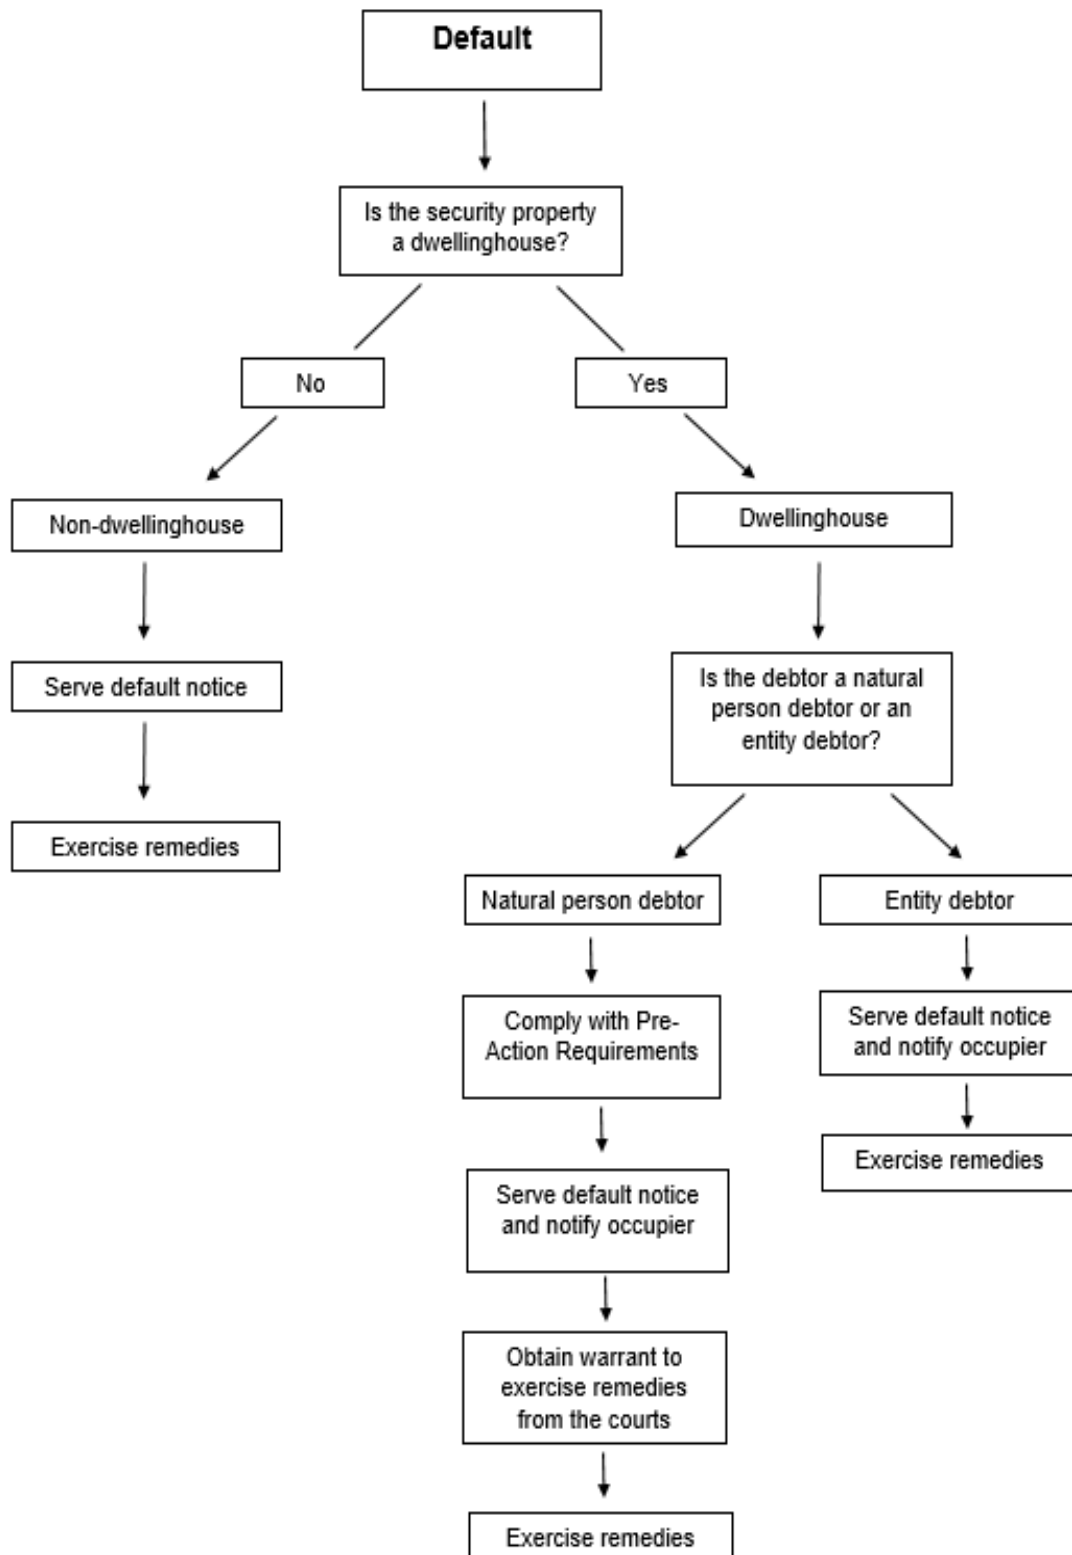 Default
Is the security property
a dwellinghouse?
No
Yes
Non-dwellinghouse
Dwellinghouse
Serve default notice
Is the debtor a natural
person debtor or an
entity debtor?
Exercise remedies
Natural person debtor
Entity debtor
Comply with Pre-
Action Requirements
Serve default notice
and notify occupier
Exercise remedies
Serve default notice
and notify occupier
Obtain warrant to
exercise remedies
from the courts
Exercise remedies